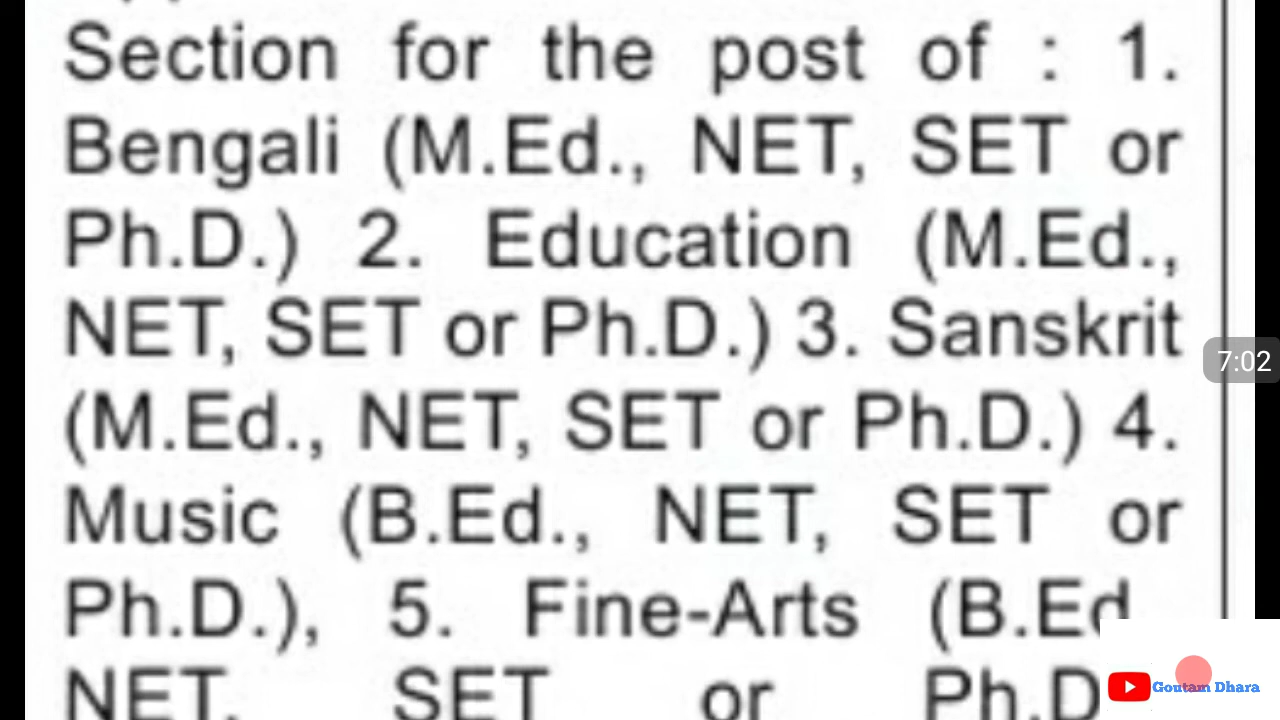 Section for the post of : 1.
Bengali (M.Ed., NET, SET or
Ph.D.) 2. Education (M.Ed.,
NET, SET or Ph.D.) 3. Sanskrit
(M.Ed., NET, SET or Ph.D.) 4.
Music (B.Ed., NET, SET or
Ph.D.), 5. Fine-Arts (B.Ed
NET, SET or Ph.D
7:02
Goutam Dhara